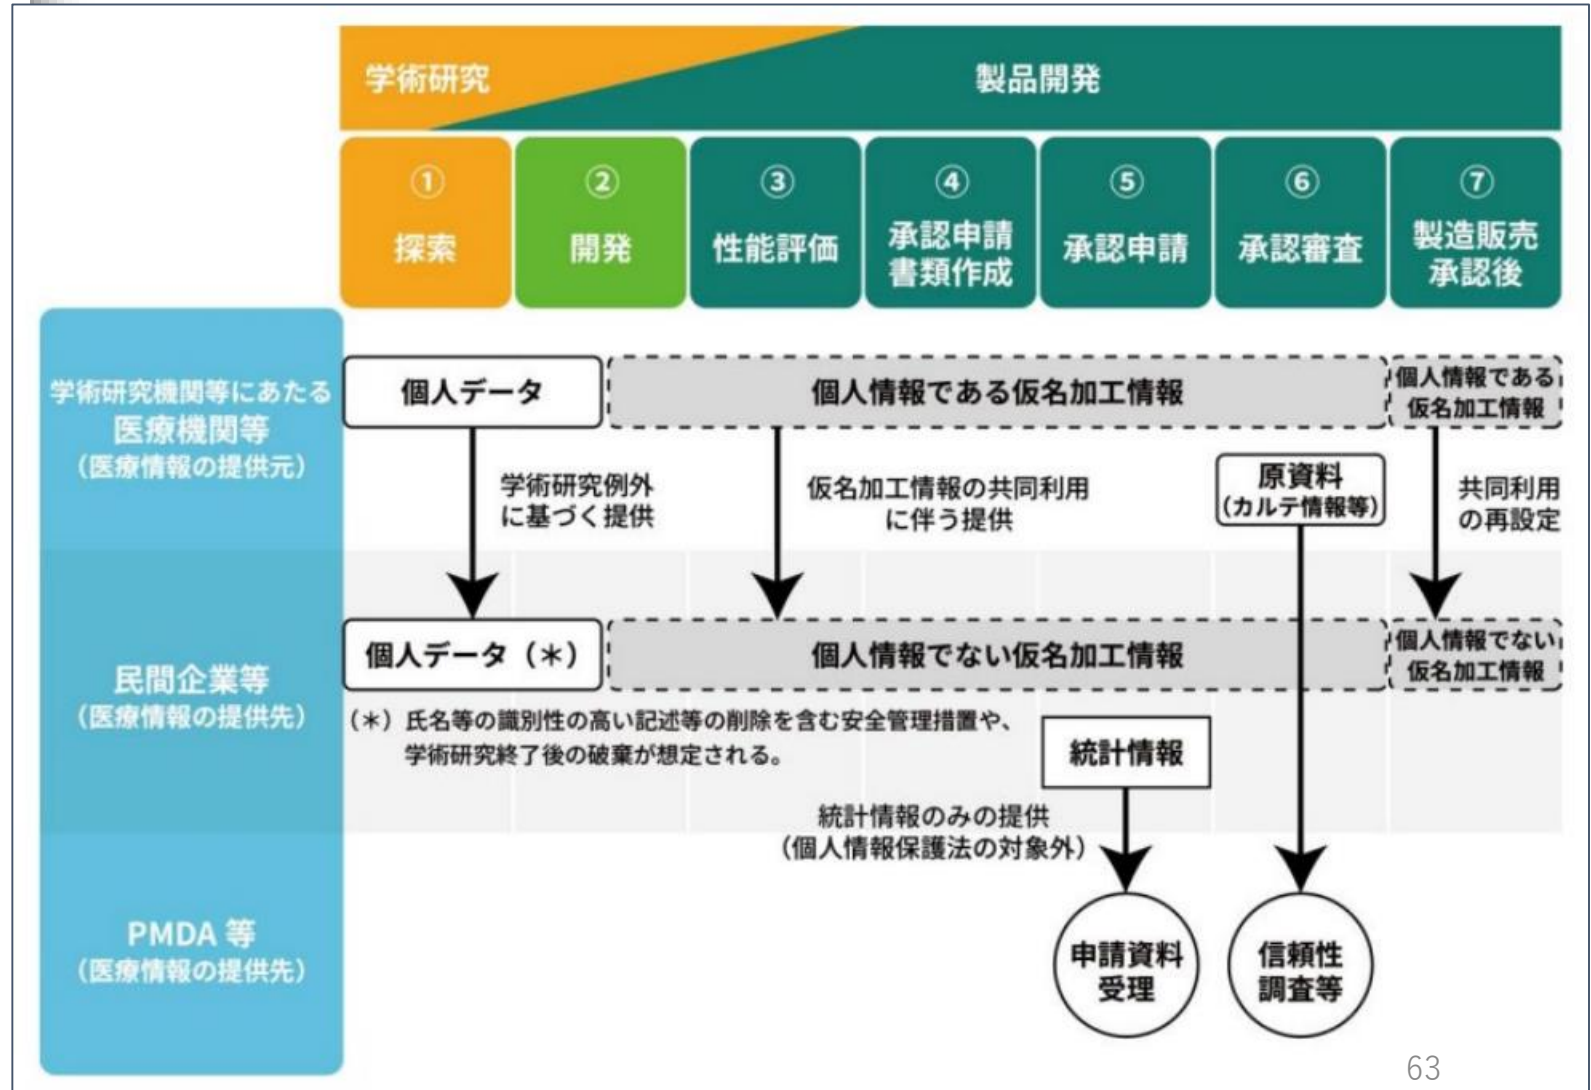 学術研究
製品開発
①
探索
②
開発
③
性能評価
④
承認申請
書類作成
⑤
承認申請
⑥
承認審査
⑦
製造販売
承認後
学術研究機関等にあたる
医療機関等
（医療情報の提供元）
個人データ
個人情報である仮名加工情報
個人情報である
仮名加工情報
学術研究例外
に基づく提供
仮名加工情報の共同利用
に伴う提供
原資料
（カルテ情報等）
共同利用
の再設定
民間企業等
（医療情報の提供先）
個人データ（＊）
個人情報でない仮名加工情報
個人情報でない
仮名加工情報
（＊）氏名等の識別性の高い記述等の削除を含む安全管理措置や、
学術研究終了後の破棄が想定される。
統計情報
統計情報のみの提供
（個人情報保護法の対象外）
PMDA 等
（医療情報の提供先）
申請資料
受理
信頼性
調査等
63